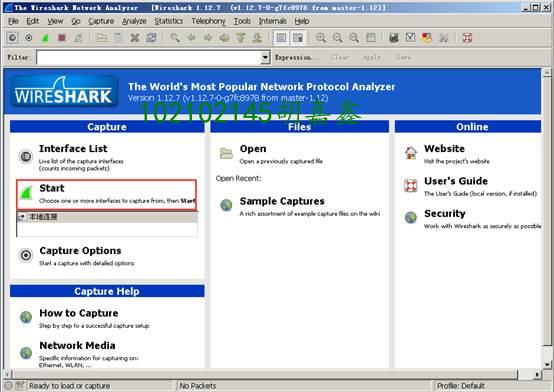 The Wireshark Network Analyzer [Wireshark 1.12.7 (v1.12.7-0-g7fc8978 from master-1.12)]
File Edit View Go Capture Analyze Statistics Telephony Tools Internals Help
Filter: Expression... Clear Apply Save
WIRESHARK
The World's Most Popular Network Protocol Analyzer
Version 1.12.7 (v1.12.7-0-g7fc8978 from master-1.12)
102102145胡嘉鑫
Capture
Interface List
Live list of the capture interfaces
(counts incoming packets)
Start
Choose one or more interfaces to capture from, then Start
本地连接
Capture Options
Start a capture with detailed options
Capture Help
How to Capture
Step by step to a successful capture setup
Network Media
Specific information for capturing on:
Ethernet, WLAN, ...
Files
Open
Open a previously captured file
Open Recent:
Sample Captures
A rich assortment of example capture files on the wiki
Online
Website
Visit the project's website
User's Guide
The User's Guide (local version, if installed)
Security
Work with Wireshark as securely as possible
Ready to load or capture
No Packets
Profile: Default